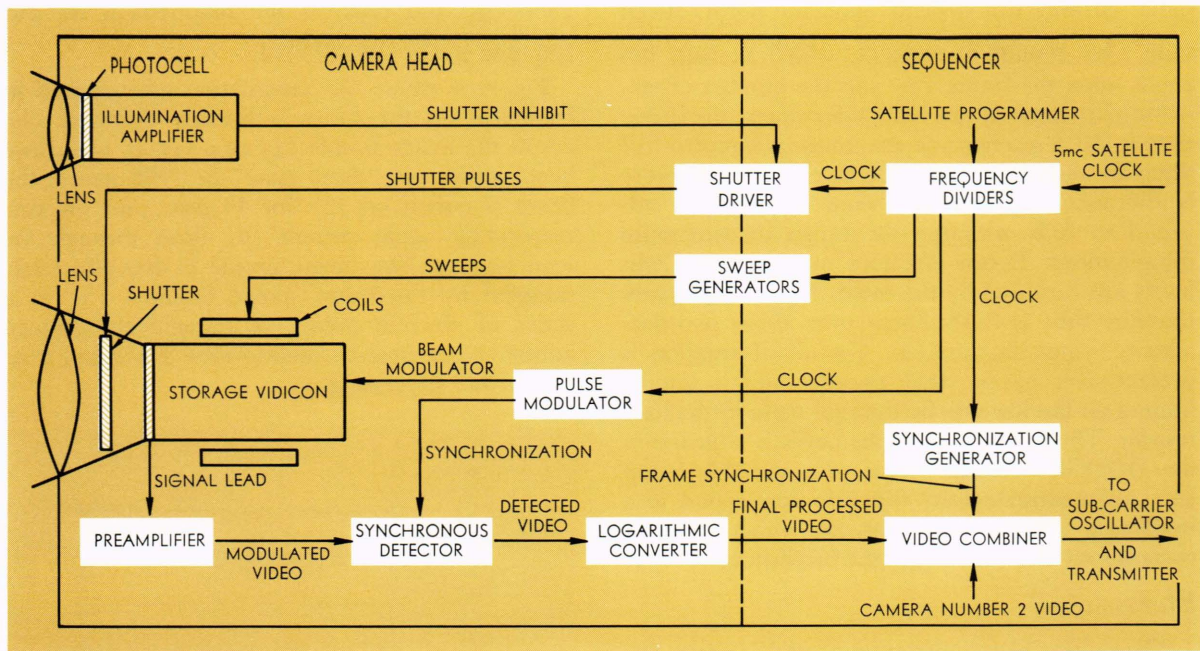 CAMERA HEAD
SEQUENCER
PHOTOCELL
ILLUMINATION
AMPLIFIER
SHUTTER INHIBIT
SATELLITE PROGRAMMER
5mc SATELLITE
CLOCK
LENS
SHUTTER PULSES
SHUTTER
DRIVER
CLOCK
FREQUENCY
DIVIDERS
LENS
SHUTTER
SWEEPS
COILS
SWEEP
GENERATORS
CLOCK
STORAGE VIDICON
BEAM
MODULATOR
PULSE
MODULATOR
CLOCK
SYNCHRONIZATION
GENERATOR
SIGNAL LEAD
SYNCHRONIZATION
FRAME SYNCHRONIZATION
PREAMPLIFIER
MODULATED
VIDEO
SYNCHRONOUS
DETECTOR
DETECTED
VIDEO
LOGARITHMIC
CONVERTER
FINAL PROCESSED
VIDEO
VIDEO COMBINER
TO
SUB-CARRIER
OSCILLATOR
AND
TRANSMITTER
CAMERA NUMBER 2 VIDEO